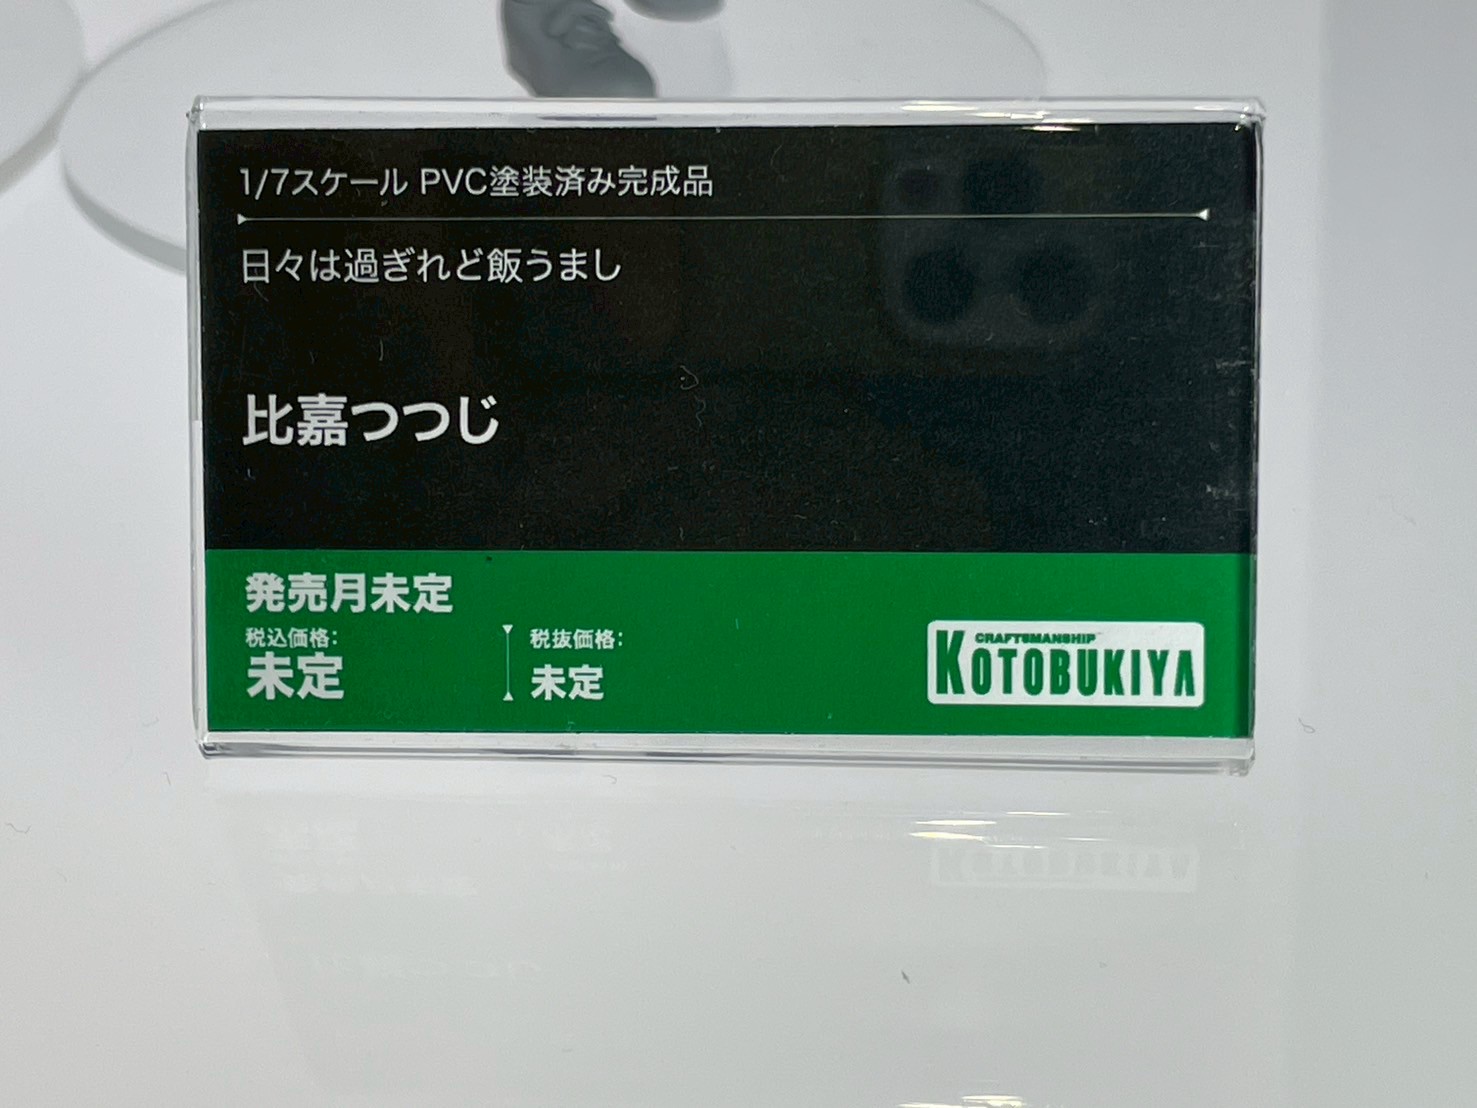 1/7スケール PVC塗装済み完成品
日々は過ぎれど飯うまし
比嘉つつじ
発売月未定
税込価格:
未定
税抜価格:
未定
CRAFTSMANSHIP
KOTOBUKIYA